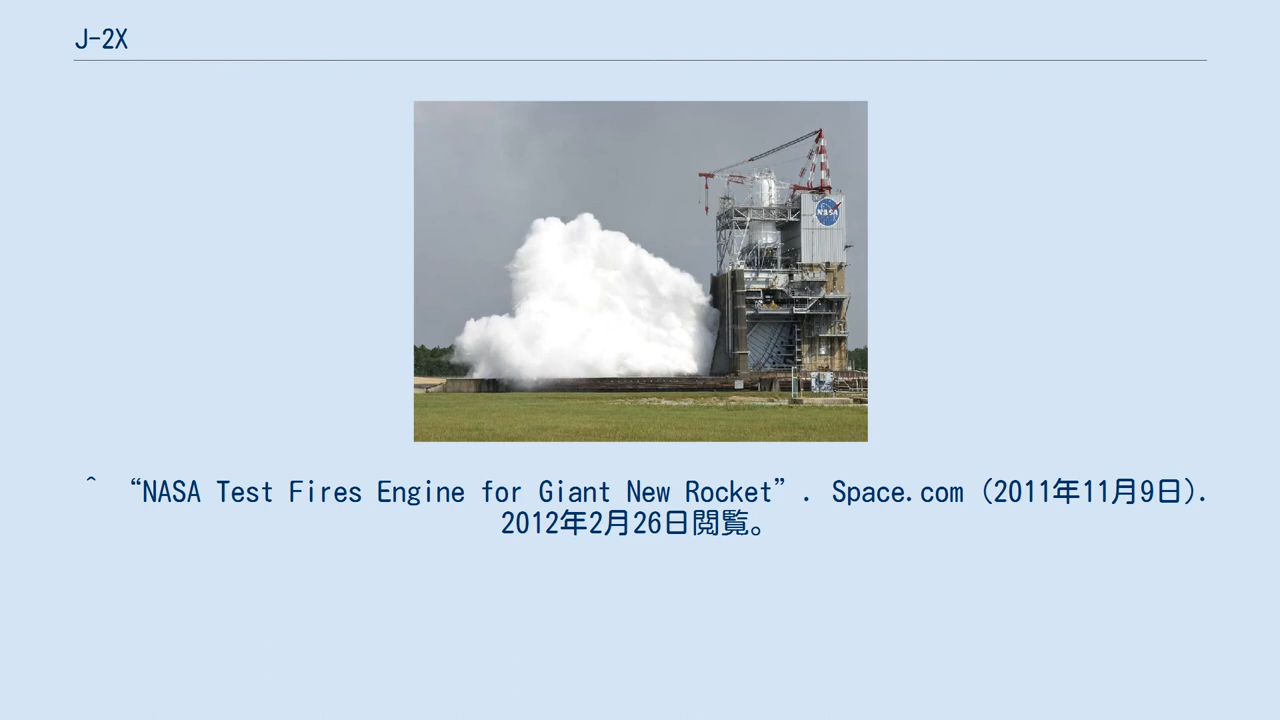 J-2X
NASA
^ “NASA Test Fires Engine for Giant New Rocket”. Space.com (2011年11月9日).
2012年2月26日閲覧。